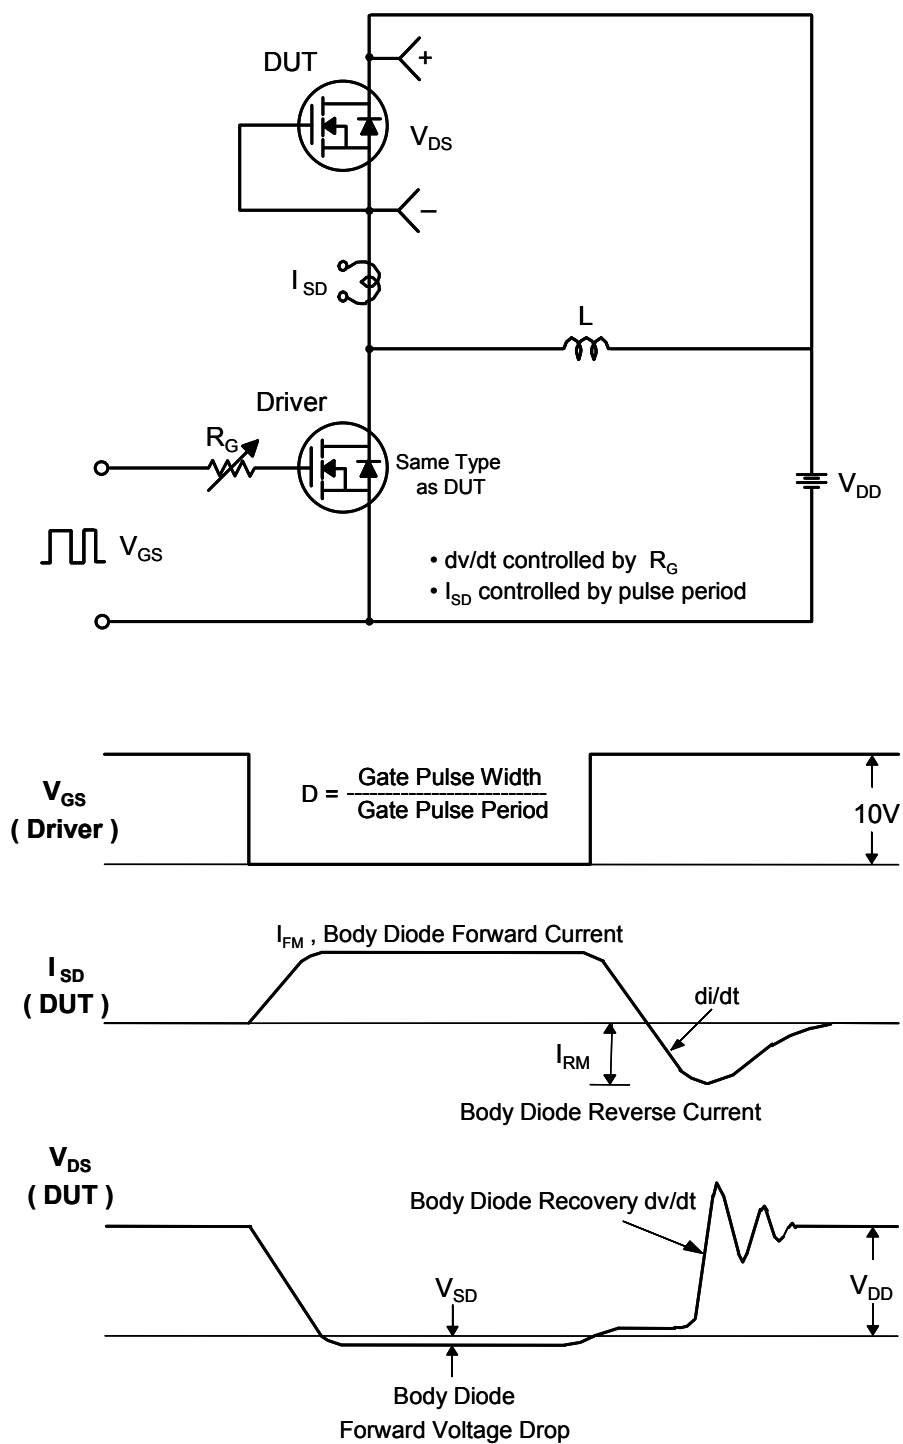 DUT
+
V_DS
−
I_SD
L
Driver
R_G
Same Type
as DUT
V_DD
V_GS
• dv/dt controlled by R_G
• I_SD controlled by pulse period
V_GS
( Driver )
D = Gate Pulse Width
Gate Pulse Period
10V
I_FM , Body Diode Forward Current
I_SD
( DUT )
di/dt
I_RM
Body Diode Reverse Current
V_DS
( DUT )
Body Diode Recovery dv/dt
V_SD
V_DD
Body Diode
Forward Voltage Drop